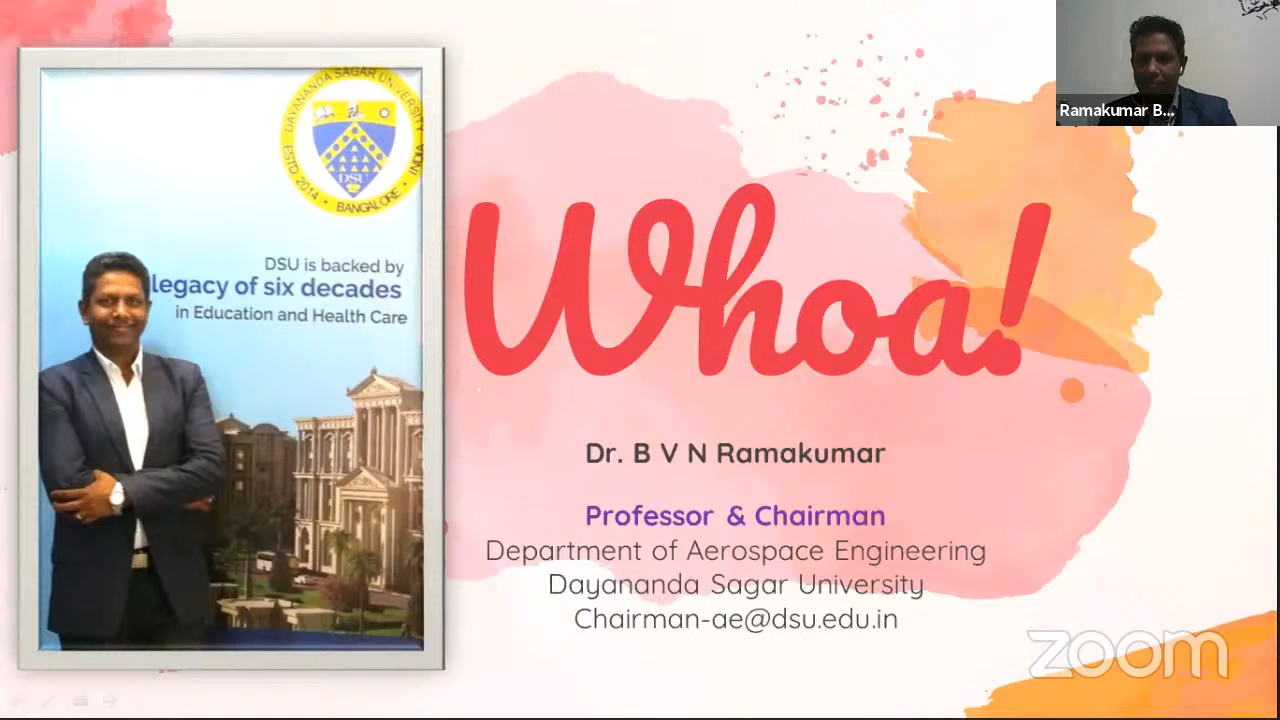 DAYANANDA SAGAR UNIVERSITY
INDIA
ESTD 2014 • BANGALORE •
DSU
DSU is backed by
legacy of six decades
in Education and Health Care
Whoa!
Dr. B V N Ramakumar
Professor & Chairman
Department of Aerospace Engineering
Dayananda Sagar University
Chairman-ae@dsu.edu.in
Ramakumar B...
zoom